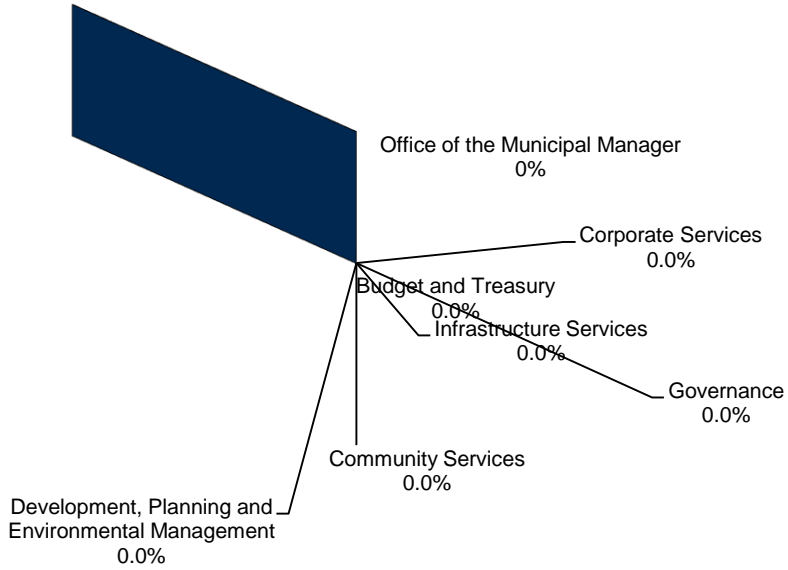 Office of the Municipal Manager
0%
Corporate Services
0.0%
Budget and Treasury
0.0%
Infrastructure Services
0.0%
Governance
0.0%
Community Services
0.0%
Development, Planning and
Environmental Management
0.0%